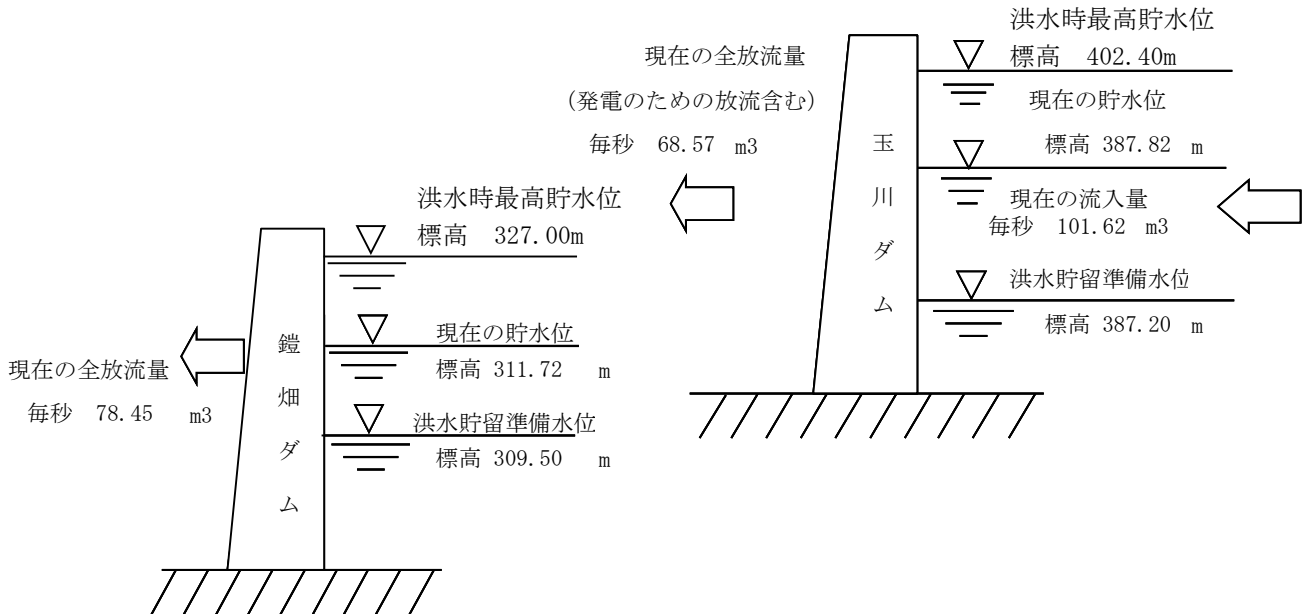 洪水時最高貯水位
標高 402.40m
現在の全放流量
(発電のための放流含む)
毎秒 68.57 m3
現在の貯水位
標高 387.82 m
玉川ダム
現在の流入量
毎秒 101.62 m3
洪水貯留準備水位
標高 387.20 m
洪水時最高貯水位
標高 327.00m
現在の貯水位
標高 311.72 m
鎧畑ダム
現在の全放流量
毎秒 78.45 m3
洪水貯留準備水位
標高 309.50 m